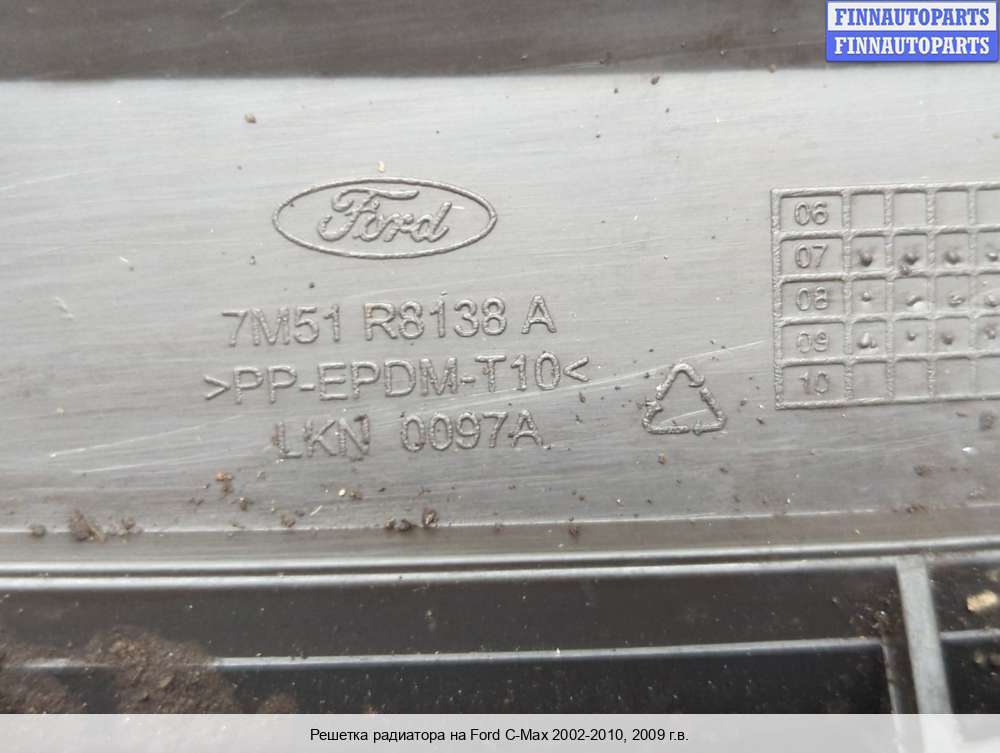 FINNAUTOPARTS
FINNAUTOPARTS
Ford
7M51 R8138 A
>PP-EPDM-T10<
LKN 0097A
06
07
08
09
10
Решетка радиатора на Ford C-Max 2002-2010, 2009 г.в.